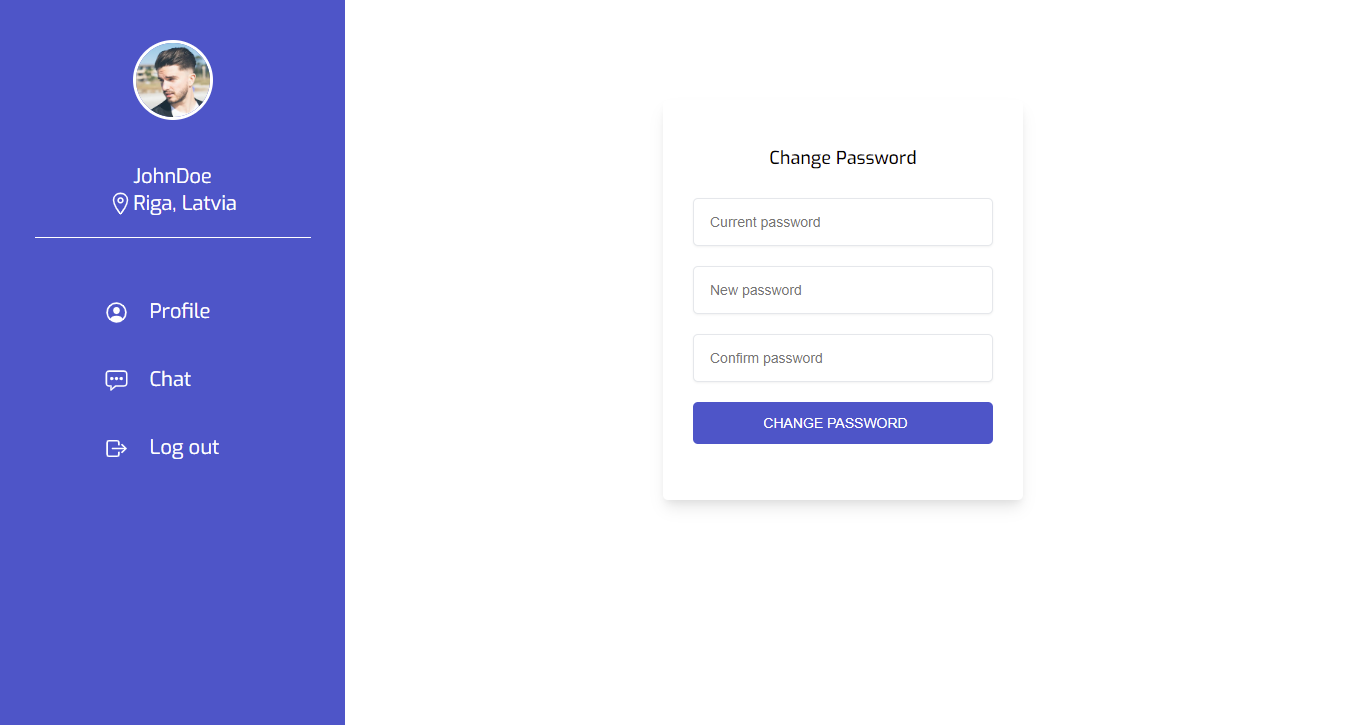 JohnDoe
Riga, Latvia
Profile
Chat
Log out
Change Password
Current password
New password
Confirm password
CHANGE PASSWORD